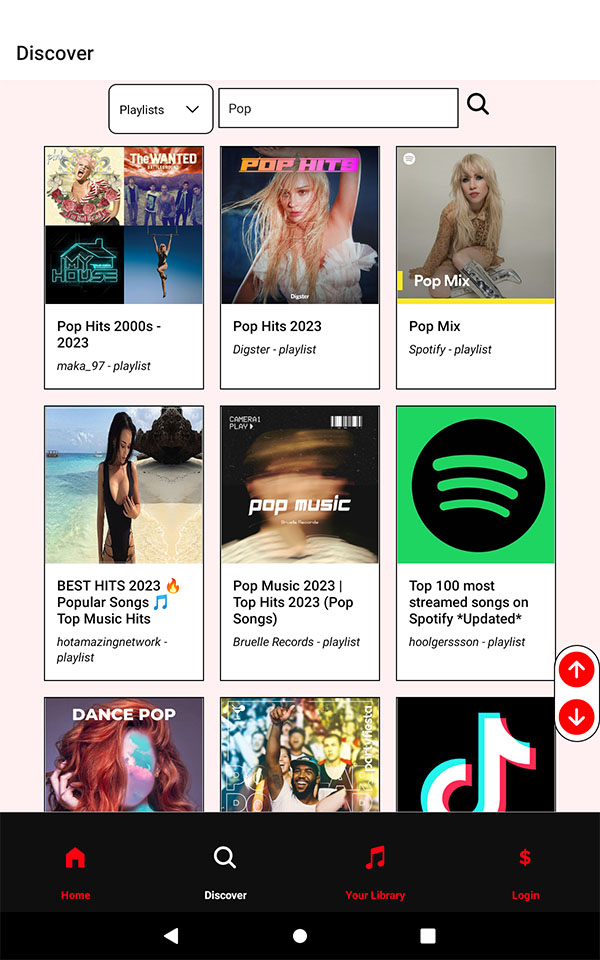 Discover
Playlists
Pop
The WANTED
BATTLEGROUND
MY
HOUSE
POP HITS
Digster
Pop Mix
Pop Hits 2000s -
2023
maka_97 - playlist
Pop Hits 2023
Digster - playlist
Pop Mix
Spotify - playlist
CAMERA1
PLAY
pop music
Bruelle Records
BEST HITS 2023 🔥
Popular Songs 🎵
Top Music Hits
hotamazingnetwork -
playlist
Pop Music 2023 |
Top Hits 2023 (Pop
Songs)
Bruelle Records - playlist
Top 100 most
streamed songs on
Spotify *Updated*
hoolgerssson - playlist
DANCE POP
partyfiesta
Home
Discover
Your Library
$
Login